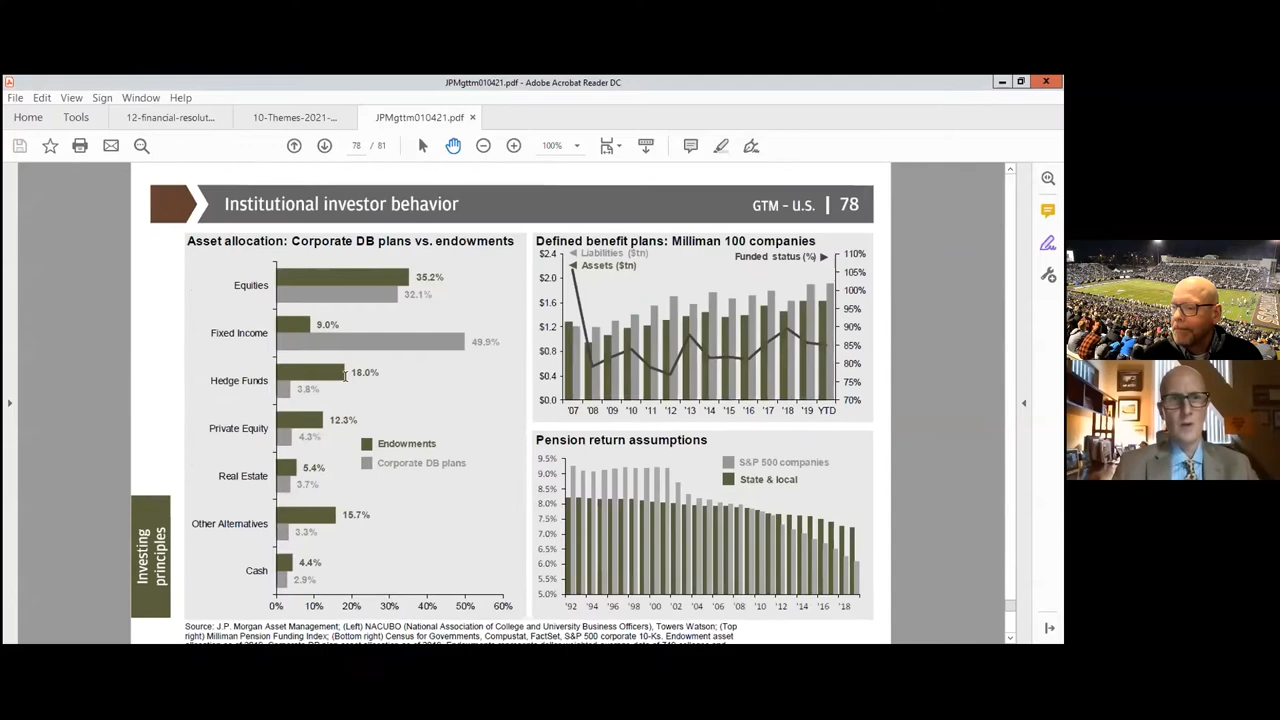 JPMgttm010421.pdf - Adobe Acrobat Reader DC
File Edit View Sign Window Help
Home Tools 12-financial-resolut... 10-Themes-2021-... JPMgttm010421.pdf ×
78 / 81 100%
Institutional investor behavior GTM – U.S. | 78
Asset allocation: Corporate DB plans vs. endowments
Equities 35.2% 32.1%
Fixed Income 9.0% 49.9%
Hedge Funds 18.0% 3.8%
Private Equity 12.3% 4.3%
Real Estate 5.4% 3.7%
Other Alternatives 15.7% 3.3%
Cash 4.4% 2.9%
Endowments
Corporate DB plans
0% 10% 20% 30% 40% 50% 60%
Defined benefit plans: Milliman 100 companies
Liabilities ($tn)
Assets ($tn)
Funded status (%)
$2.4 110%
$2.0 105%
$1.6 100%
$1.2 95%
$0.8 90%
$0.4 85%
$0.0 80%
75%
70%
'07 '08 '09 '10 '11 '12 '13 '14 '15 '16 '17 '18 '19 YTD
Pension return assumptions
S&P 500 companies
State & local
9.5%
9.0%
8.5%
8.0%
7.5%
7.0%
6.5%
6.0%
5.5%
5.0%
'92 '94 '96 '98 '00 '02 '04 '06 '08 '10 '12 '14 '16 '18
Investing
principles
Source: J.P. Morgan Asset Management; (Left) NACUBO (National Association of College and University Business Officers), Towers Watson; (Top
right) Milliman Pension Funding Index; (Bottom right) Census for Governments, Compustat, FactSet, S&P 500 corporate 10-Ks. Endowment asset